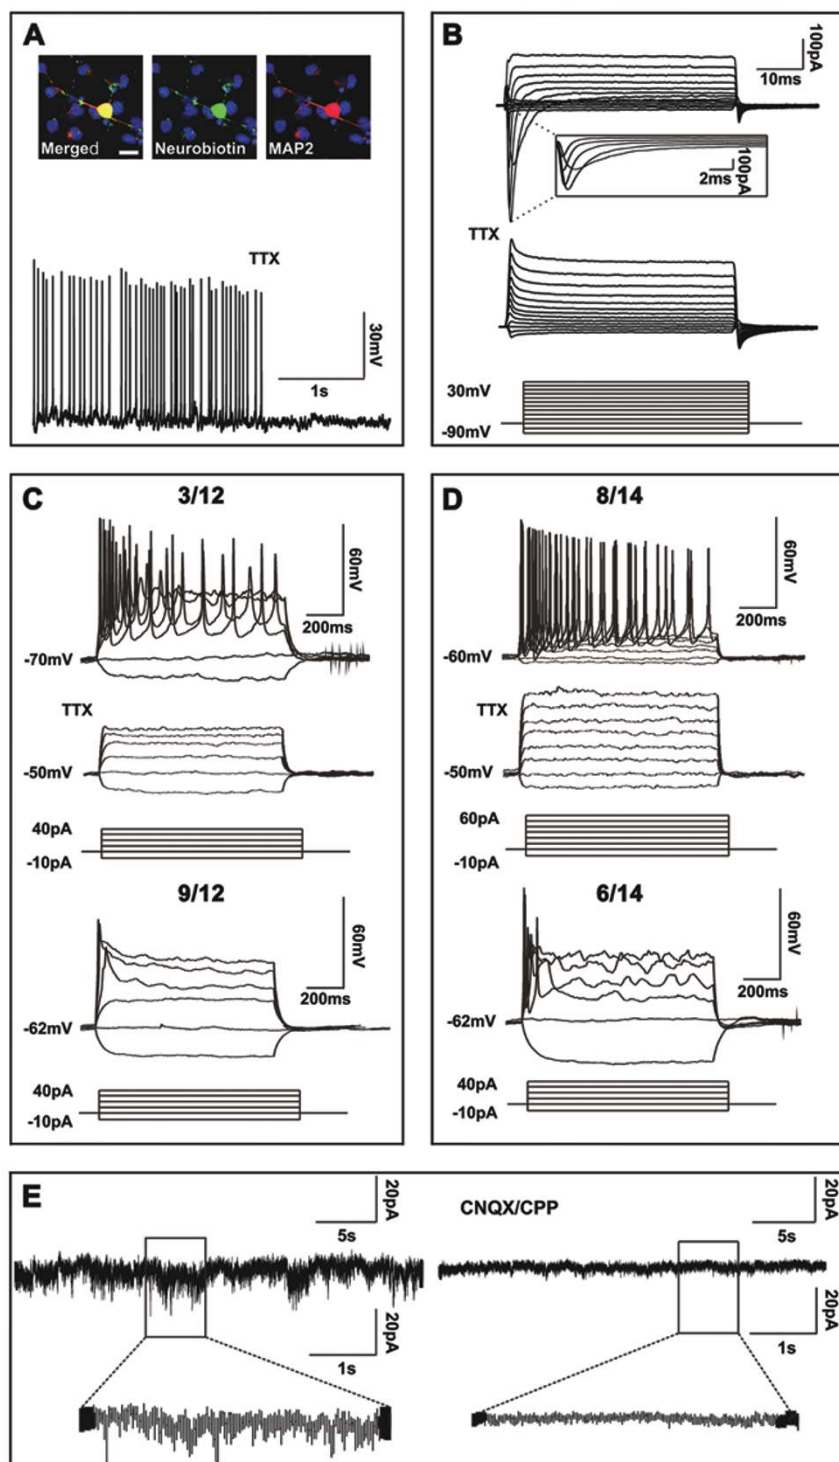 A
Merged
Neurobiotin
MAP2
TTX
30mV
1s
B
100pA
10ms
100pA
2ms
TTX
30mV
-90mV
C
3/12
60mV
200ms
-70mV
TTX
-50mV
40pA
-10pA
9/12
60mV
200ms
-62mV
40pA
-10pA
D
8/14
60mV
200ms
-60mV
TTX
-50mV
60pA
-10pA
6/14
60mV
200ms
-62mV
40pA
-10pA
E
20pA
5s
20pA
1s
CNQX/CPP
20pA
5s
20pA
1s